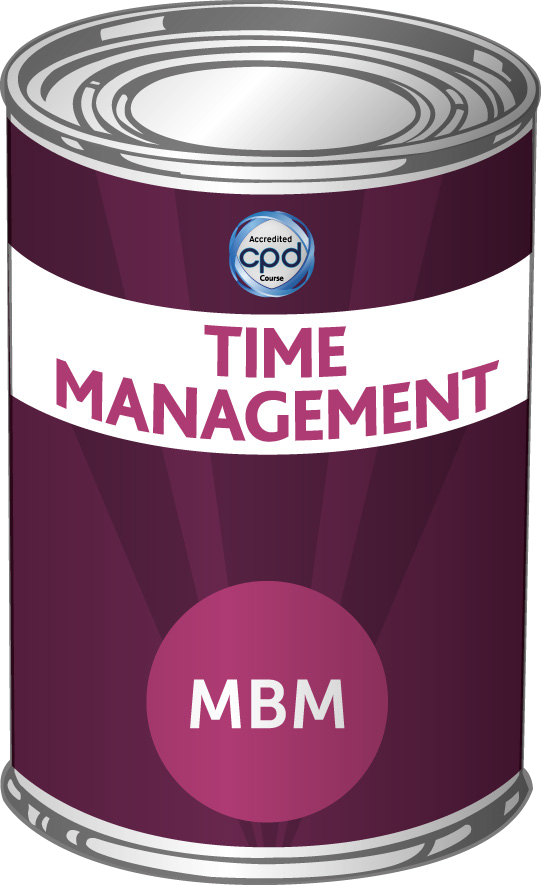 Accredited
cpd
Course
TIME
MANAGEMENT
MBM